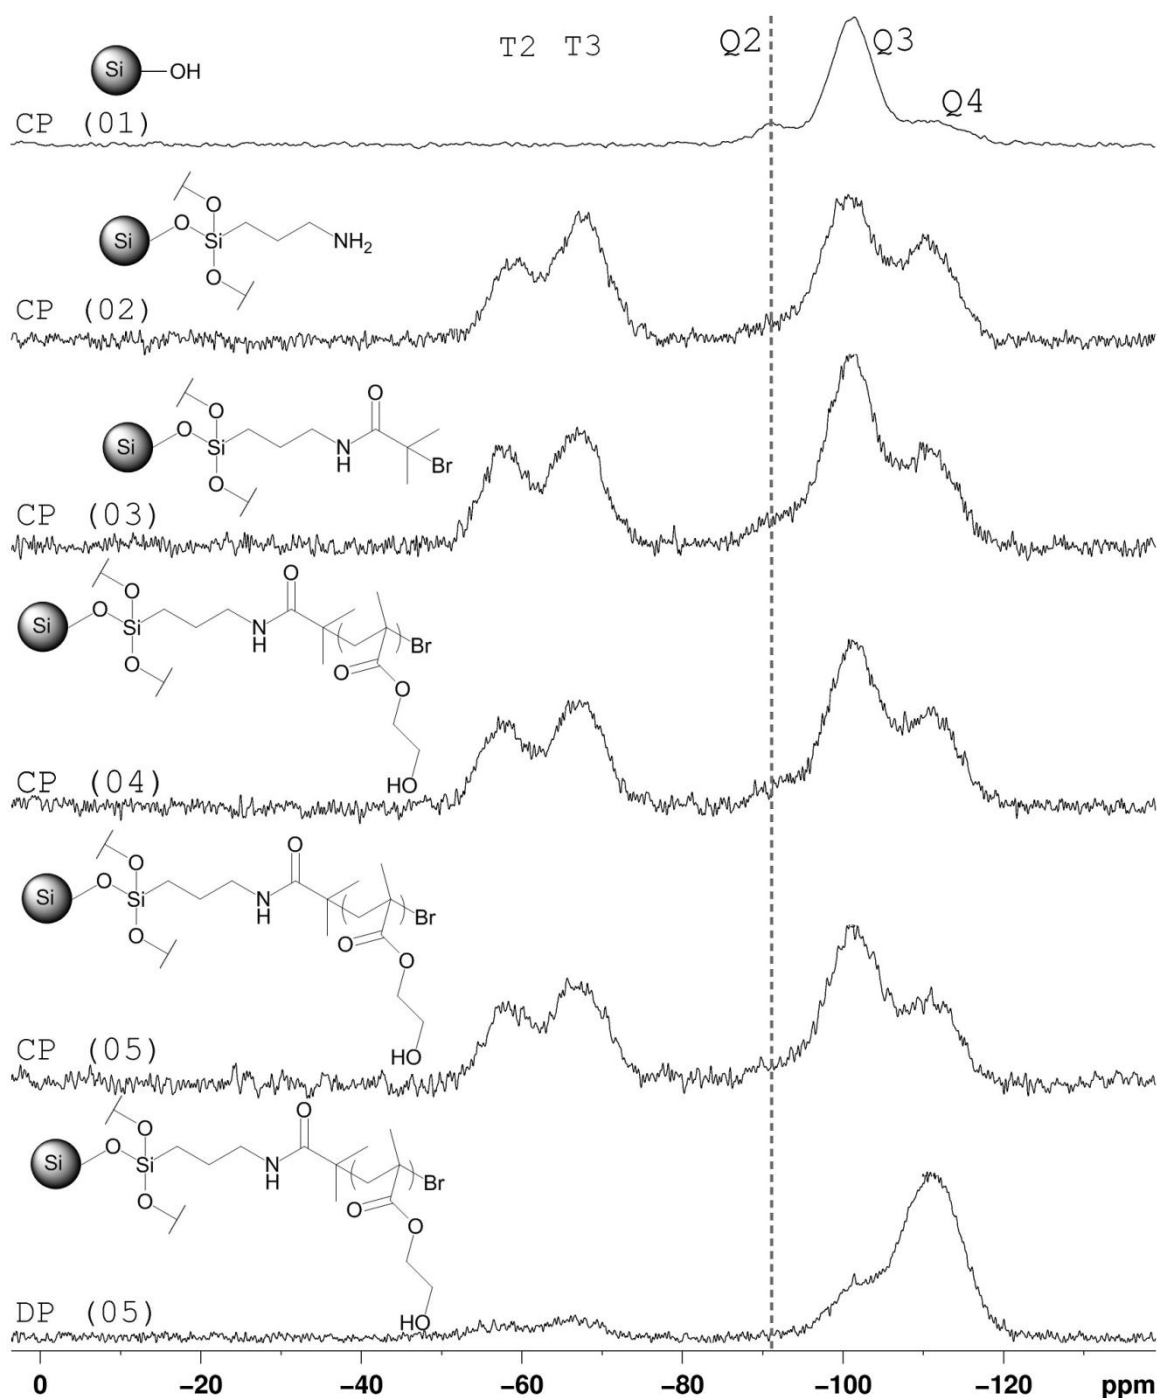 T2 T3 Q2 Q3
Si OH
Q4
CP (01)
O
O
Si Si NH2
O
CP (02)
O
O
O
Si Si N
H
Br
O
CP (03)
O
O
O
Si Si N
H
Br
O
O
O
HO
CP (04)
O
O
O
Si Si N
H
Br
O
O
O
HO
CP (05)
O
O
O
Si Si N
H
Br
O
O
O
HO
DP (05)
0 −20 −40 −60 −80 −100 −120 ppm